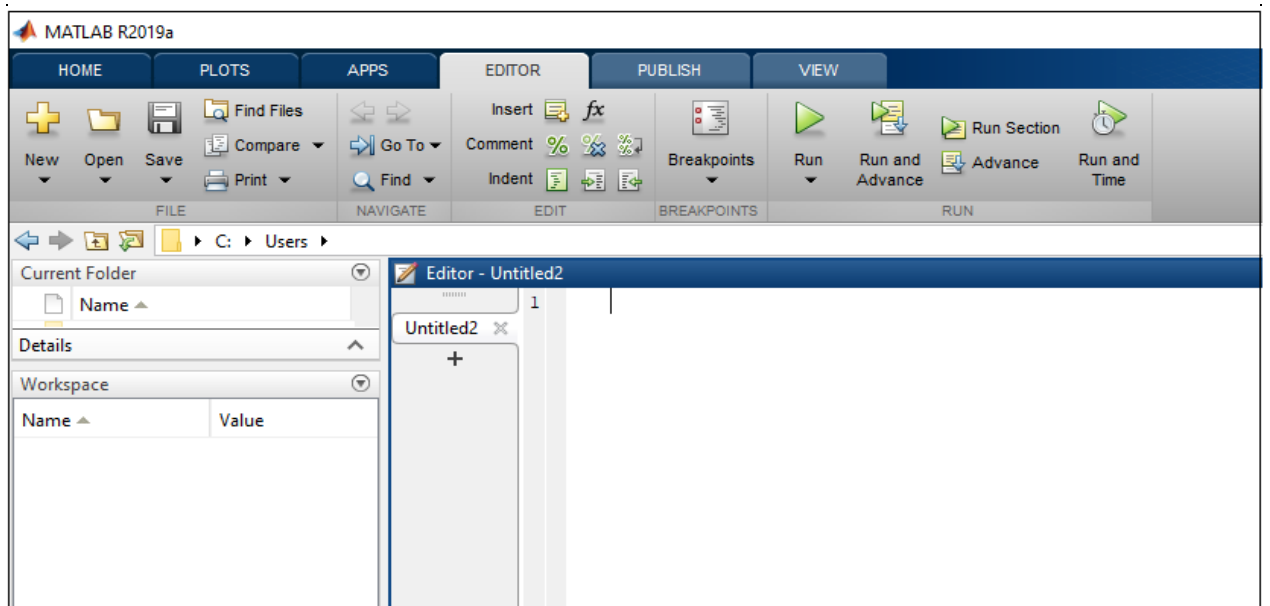 MATLAB R2019a
HOME PLOTS APPS EDITOR PUBLISH VIEW
New Open Save Find Files Compare Print
FILE
Go To Find
NAVIGATE
Insert fx
Comment % % %
Indent
EDIT
Breakpoints
BREAKPOINTS
Run Run and Advance Run Section Advance Run and Time
RUN
C: Users
Current Folder
Name
Details
Workspace
Name Value
Editor - Untitled2
Untitled2
+
1